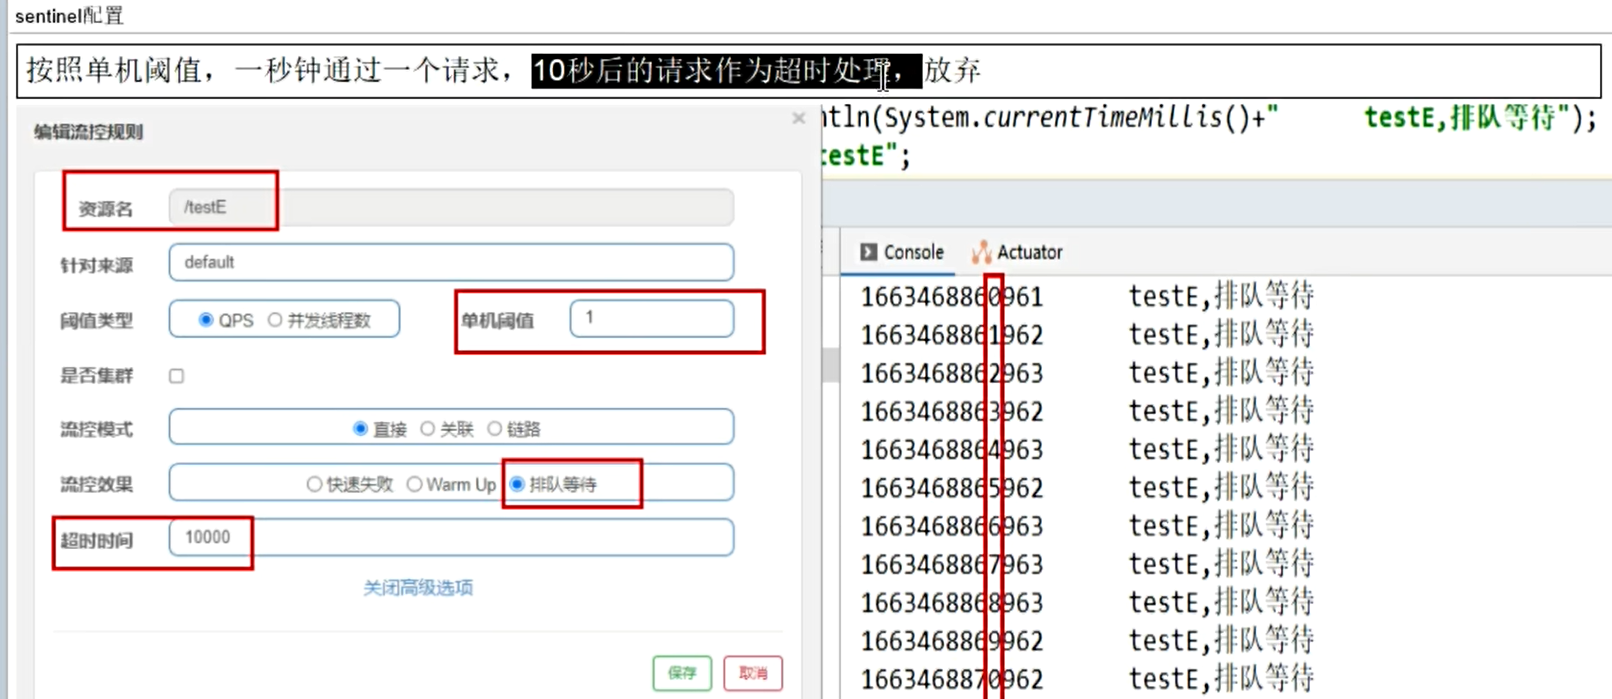 sentinel配置
按照单机阈值，一秒钟通过一个请求，10秒后的请求作为超时处理，放弃
编辑流控规则
×
资源名 /testE
针对来源 default
阈值类型 QPS 并发线程数 单机阈值 1
是否集群
流控模式 直接 关联 链路
流控效果 快速失败 Warm Up 排队等待
超时时间 10000
关闭高级选项
保存 取消
ntln(System.currentTimeMillis()+" testE,排队等待");
testE";
Console Actuator
1663468860961 testE,排队等待
1663468861962 testE,排队等待
1663468862963 testE,排队等待
1663468863962 testE,排队等待
1663468864963 testE,排队等待
1663468865962 testE,排队等待
1663468866963 testE,排队等待
1663468867963 testE,排队等待
1663468868963 testE,排队等待
1663468869962 testE,排队等待
1663468870962 testE,排队等待